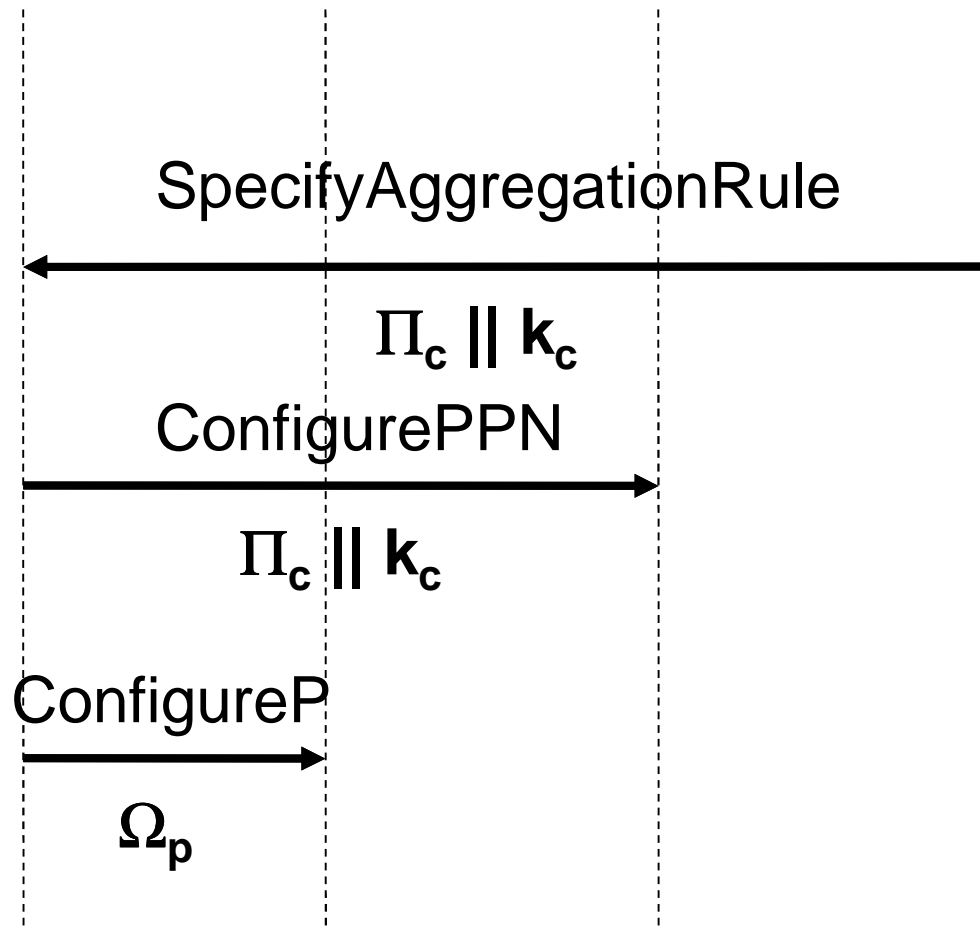 SpecifyAggregationRule
Πc || kc
ConfigurePPN
Πc || kc
ConfigureP
Ωp